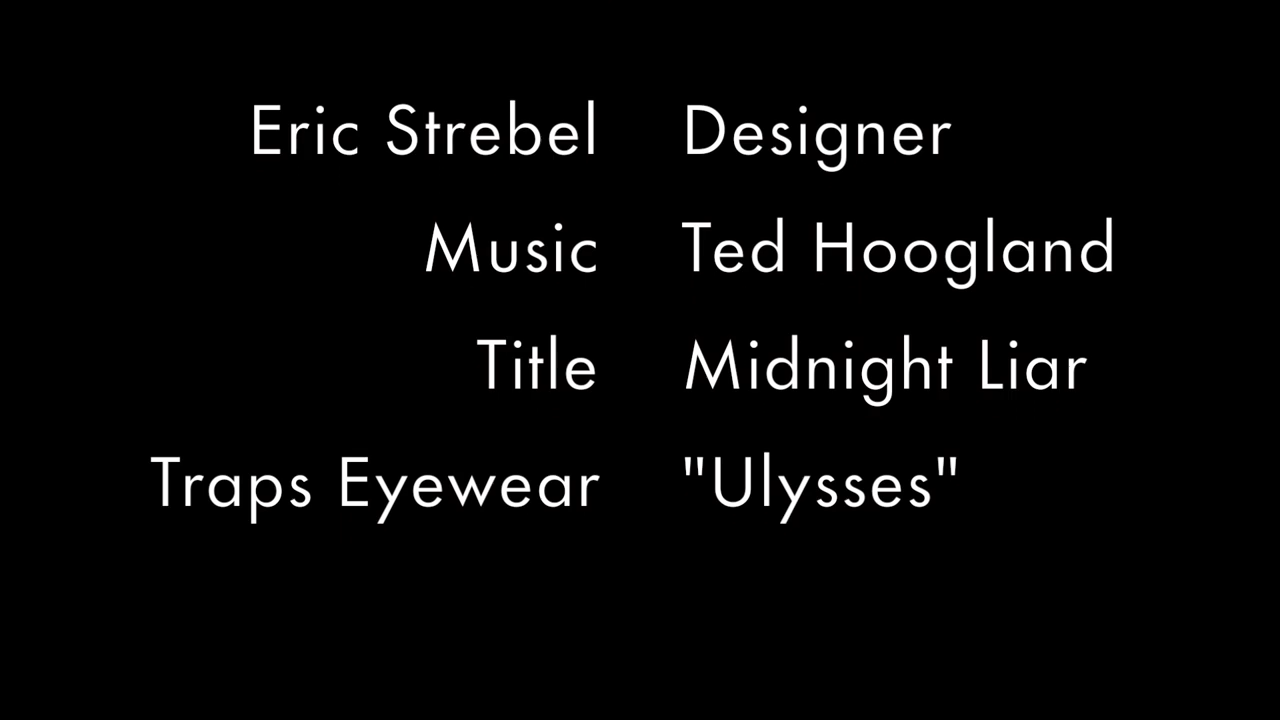 Eric Strebel Designer
Music Ted Hoogland
Title Midnight Liar
Traps Eyewear "Ulysses"